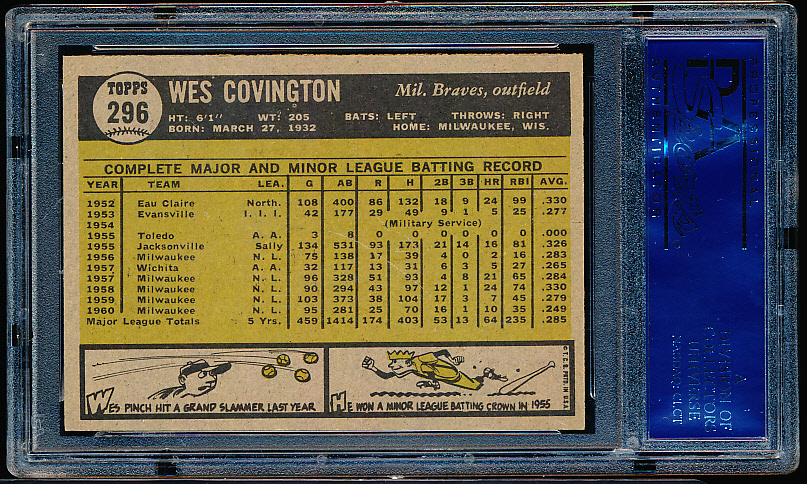 TOPPS
296
WES COVINGTON
Mil. Braves, outfield
HT: 6'1" WT: 205 BATS: LEFT THROWS: RIGHT
BORN: MARCH 27, 1932 HOME: MILWAUKEE, WIS.
COMPLETE MAJOR AND MINOR LEAGUE BATTING RECORD
YEAR TEAM LEA. G AB R H 2B 3B HR RBI AVG.
1952 Eau Claire North. 108 400 86 132 18 9 24 99 .330
1953 Evansville I. I. I. 42 177 29 49 9 1 5 25 .277
1954 (Military Service)
1955 Toledo A. A. 3 8 0 0 0 0 0 0 .000
1955 Jacksonville Sally 134 531 93 173 21 14 16 81 .326
1956 Milwaukee N. L. 75 138 17 39 4 0 2 16 .283
1957 Wichita A. A. 32 117 13 31 6 3 5 27 .265
1957 Milwaukee N. L. 96 328 51 93 4 8 21 65 .284
1958 Milwaukee N. L. 90 294 43 97 12 1 24 74 .330
1959 Milwaukee N. L. 103 373 38 104 17 3 7 45 .279
1960 Milwaukee N. L. 95 281 25 70 16 1 10 35 .249
Major League Totals 5 Yrs. 459 1414 174 403 53 13 64 235 .285
WES PINCH HIT A GRAND SLAMMER LAST YEAR
HE WON A MINOR LEAGUE BATTING CROWN IN 1955
© T.C.G. PRTD. IN U.S.A.
PSA